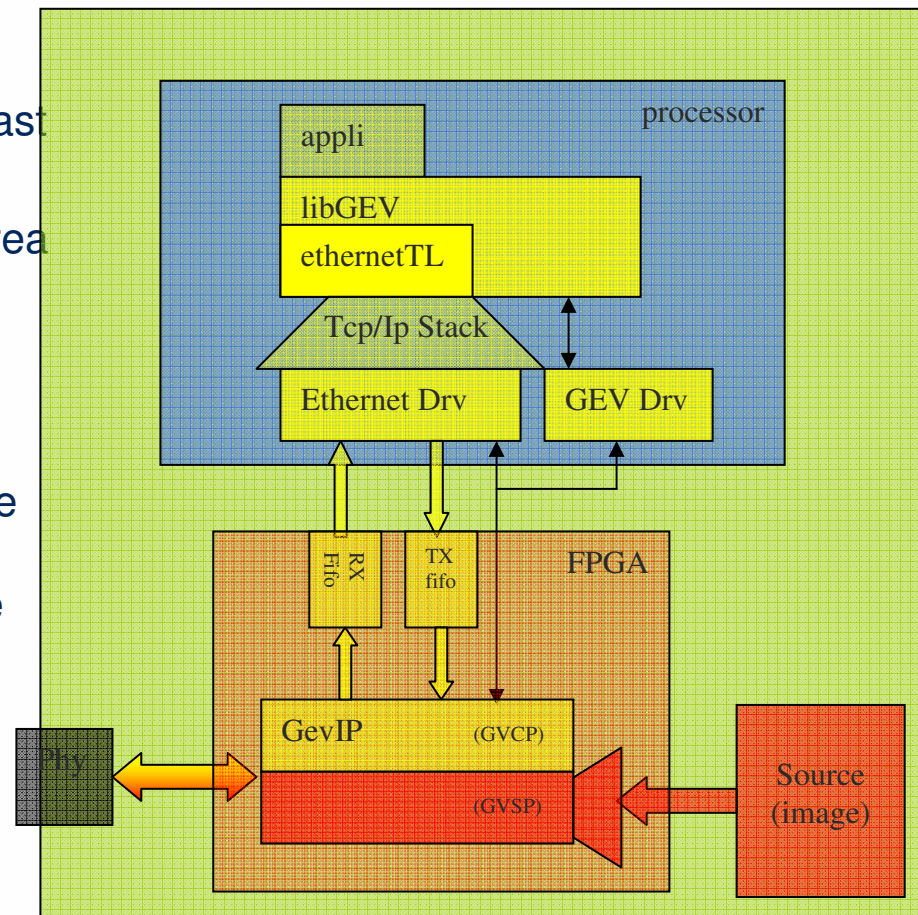 ast
processor
appli
rea
libGEV
ethernetTL
Tcp/Ip Stack
Ethernet Drv
GEV Drv
e
RX
Fifo
TX
fifo
FPGA
e
GevIP
(GVCP)
Phy
(GVSP)
Source
(image)